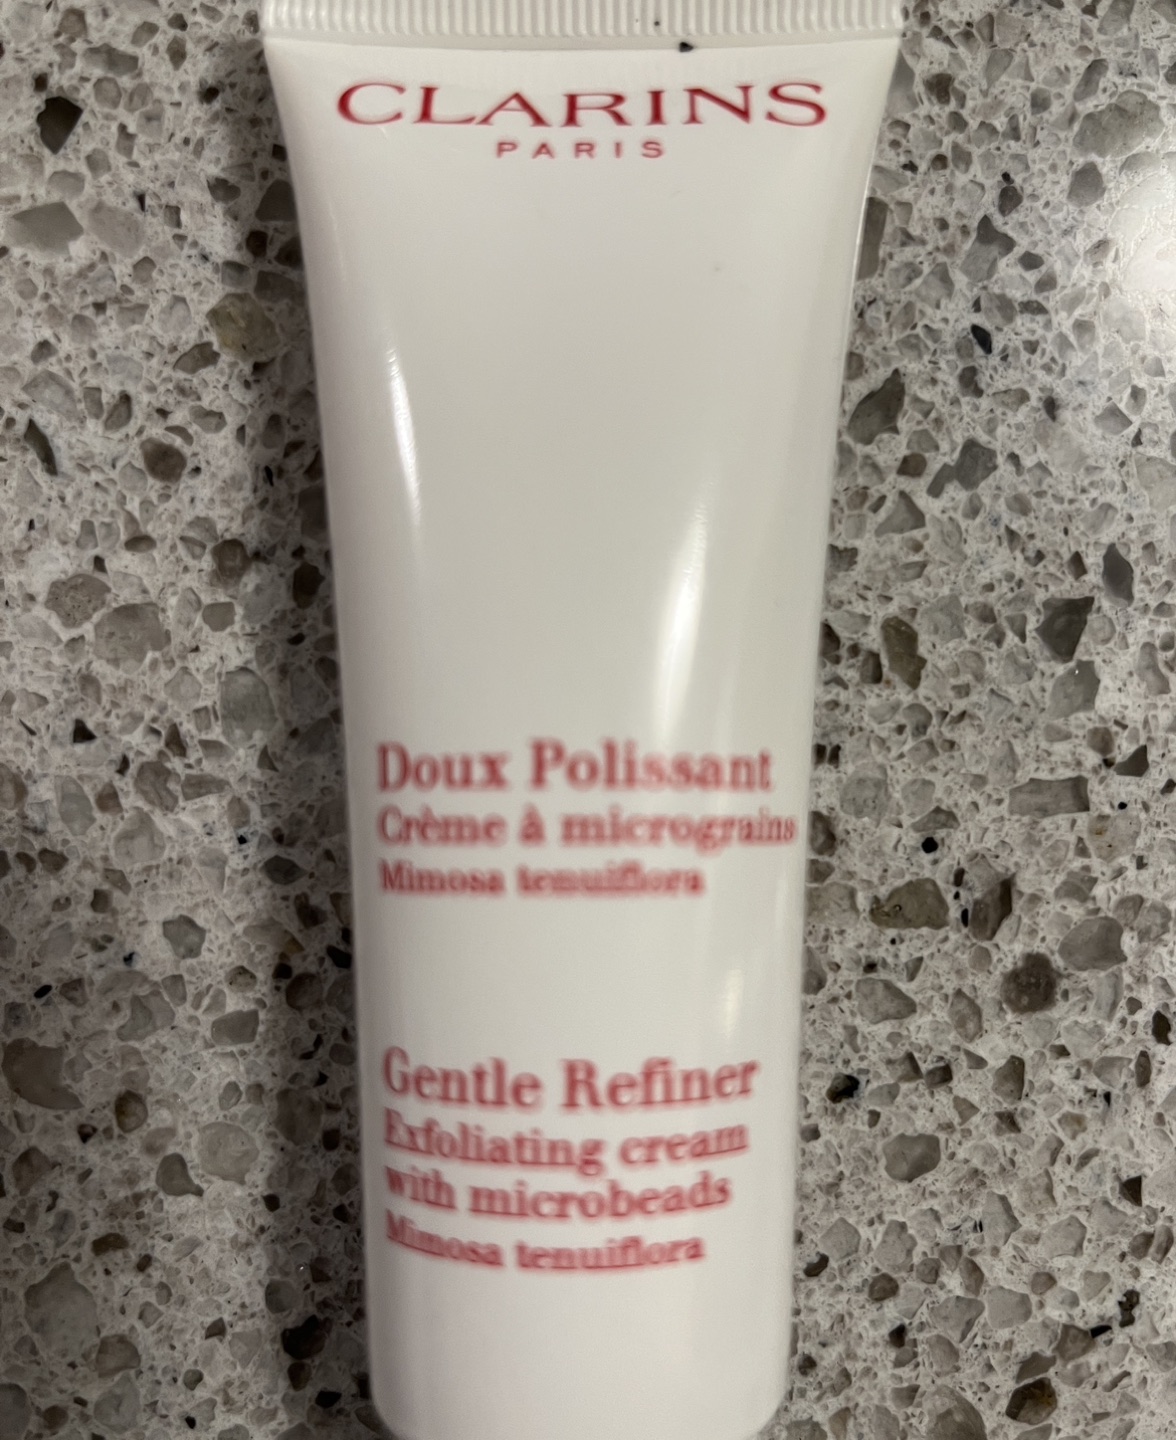 CLARINS
PARIS
Doux Polissant
Crème à micrograins
Mimosa tenuiflora
Gentle Refiner
Exfoliating cream
with microbeads
Mimosa tenuiflora